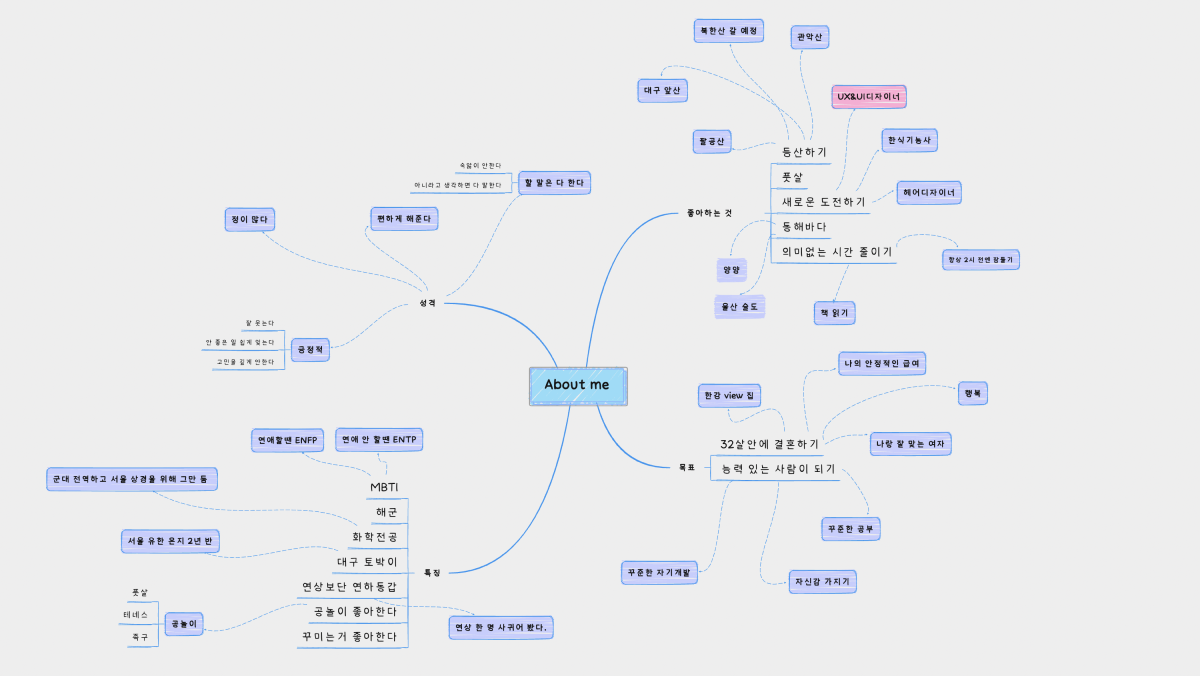 북한산 갈 예정
관악산
대구 앞산
UX&UI디자이너
팔공산
한식기능사
등산하기
풋살
새로운 도전하기
동해바다
의미없는 시간 줄이기
헤어디자이너
좋아하는 것
양양
울산 술도
책 읽기
항상 2시 전엔 잠들기
속앓이 안한다
아니라고 생각하면 다 말한다
할 말은 다 한다
정이 많다
편하게 해준다
성격
잘 웃는다
안 좋은 일 쉽게 잊는다
고민을 길게 안한다
긍정적
About me
나의 안정적인 급여
한강 view 집
행복
32살안에 결혼하기
나랑 잘 맞는 여자
목표
능력 있는 사람이 되기
꾸준한 공부
꾸준한 자기개발
자신감 가지기
연애할땐 ENFP
연애 안 할땐 ENTP
군대 전역하고 서울 상경을 위해 그만 둠
MBTI
해군
화학전공
서울 유한 온지 2년 반
대구 토박이
특징
연상보단 연하동갑
공놀이 좋아한다
꾸미는거 좋아한다
풋살
테네스
족구
공놀이
연상 한 명 사귀어 봤다.